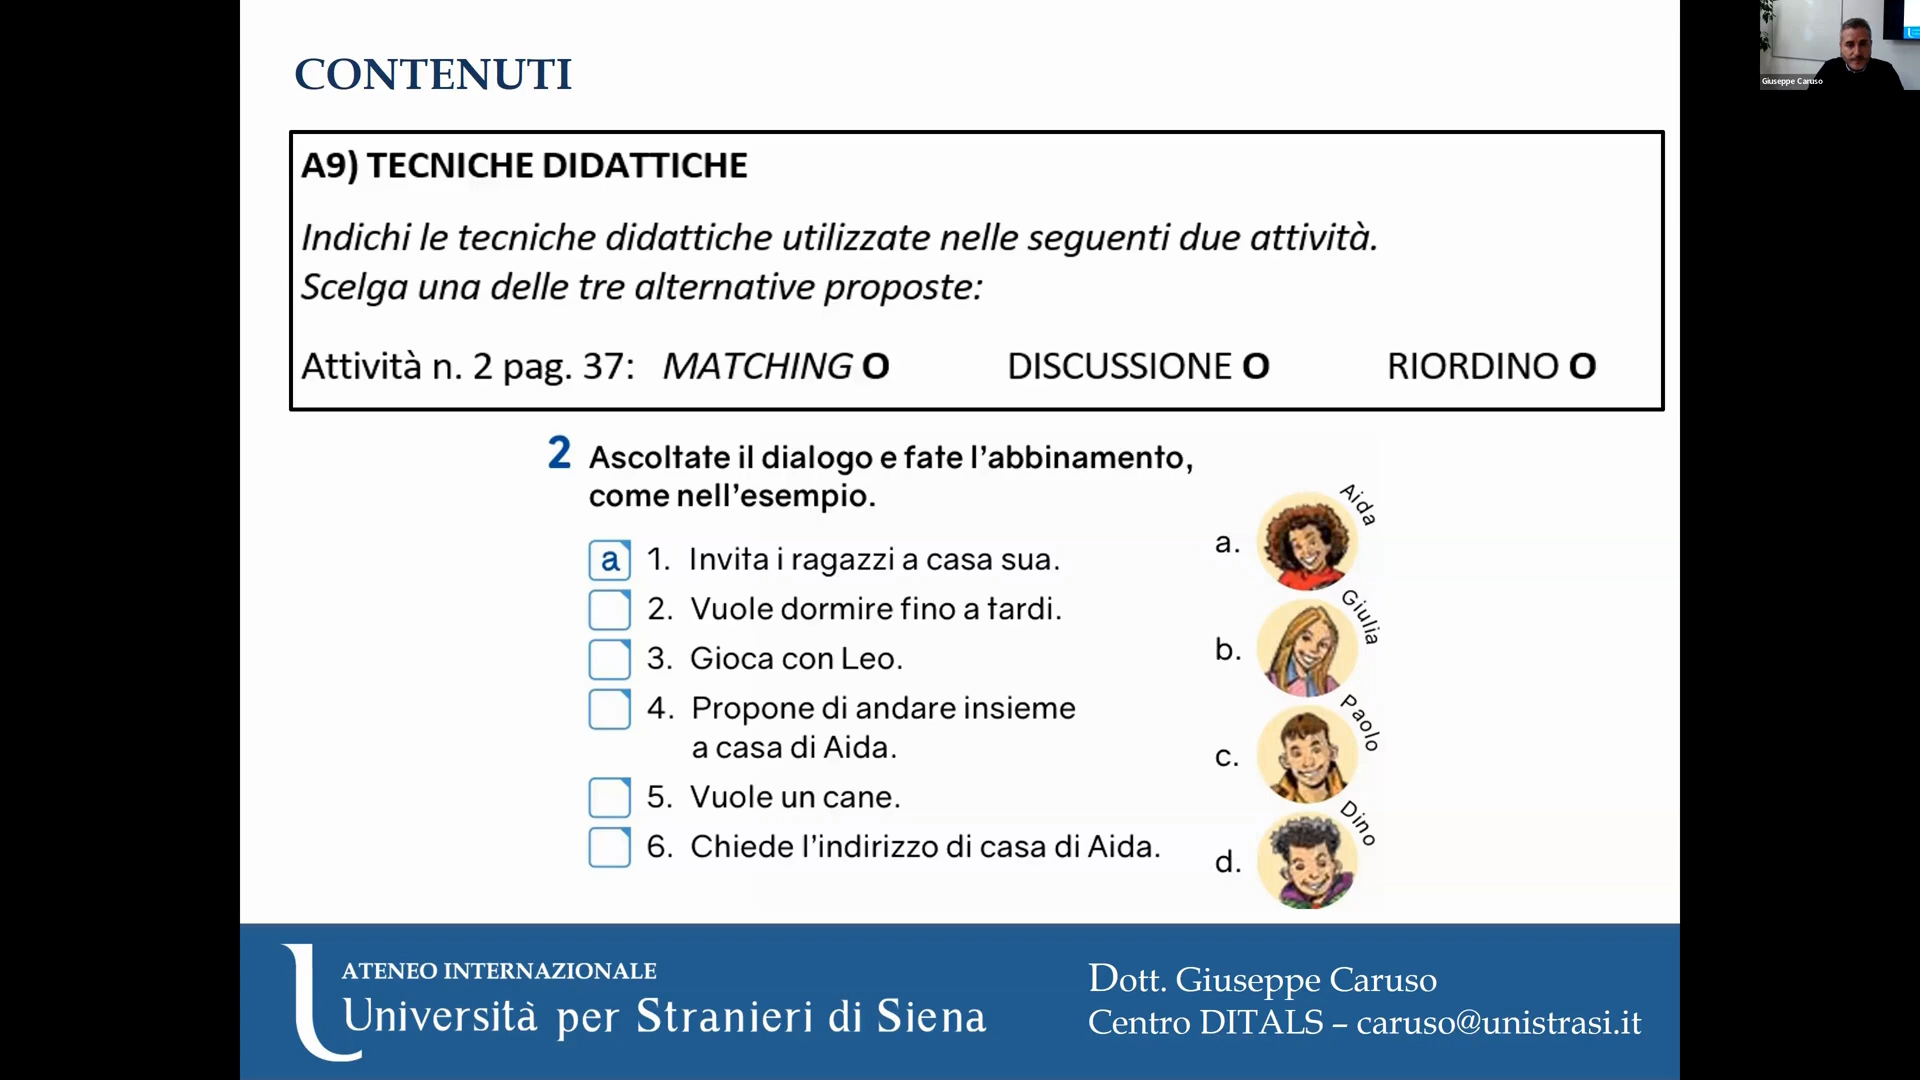 CONTENUTI
Giuseppe Caruso
A9) TECNICHE DIDATTICHE
Indichi le tecniche didattiche utilizzate nelle seguenti due attività.
Scelga una delle tre alternative proposte:
Attività n. 2 pag. 37: MATCHING O DISCUSSIONE O RIORDINO O
2 Ascoltate il dialogo e fate l'abbinamento,
come nell'esempio.
a 1. Invita i ragazzi a casa sua.
2. Vuole dormire fino a tardi.
3. Gioca con Leo.
4. Propone di andare insieme
a casa di Aida.
5. Vuole un cane.
6. Chiede l'indirizzo di casa di Aida.
a. Aida
b. Giulia
c. Paolo
d. Dino
ATENEO INTERNAZIONALE
Università per Stranieri di Siena
Dott. Giuseppe Caruso
Centro DITALS – caruso@unistrasi.it